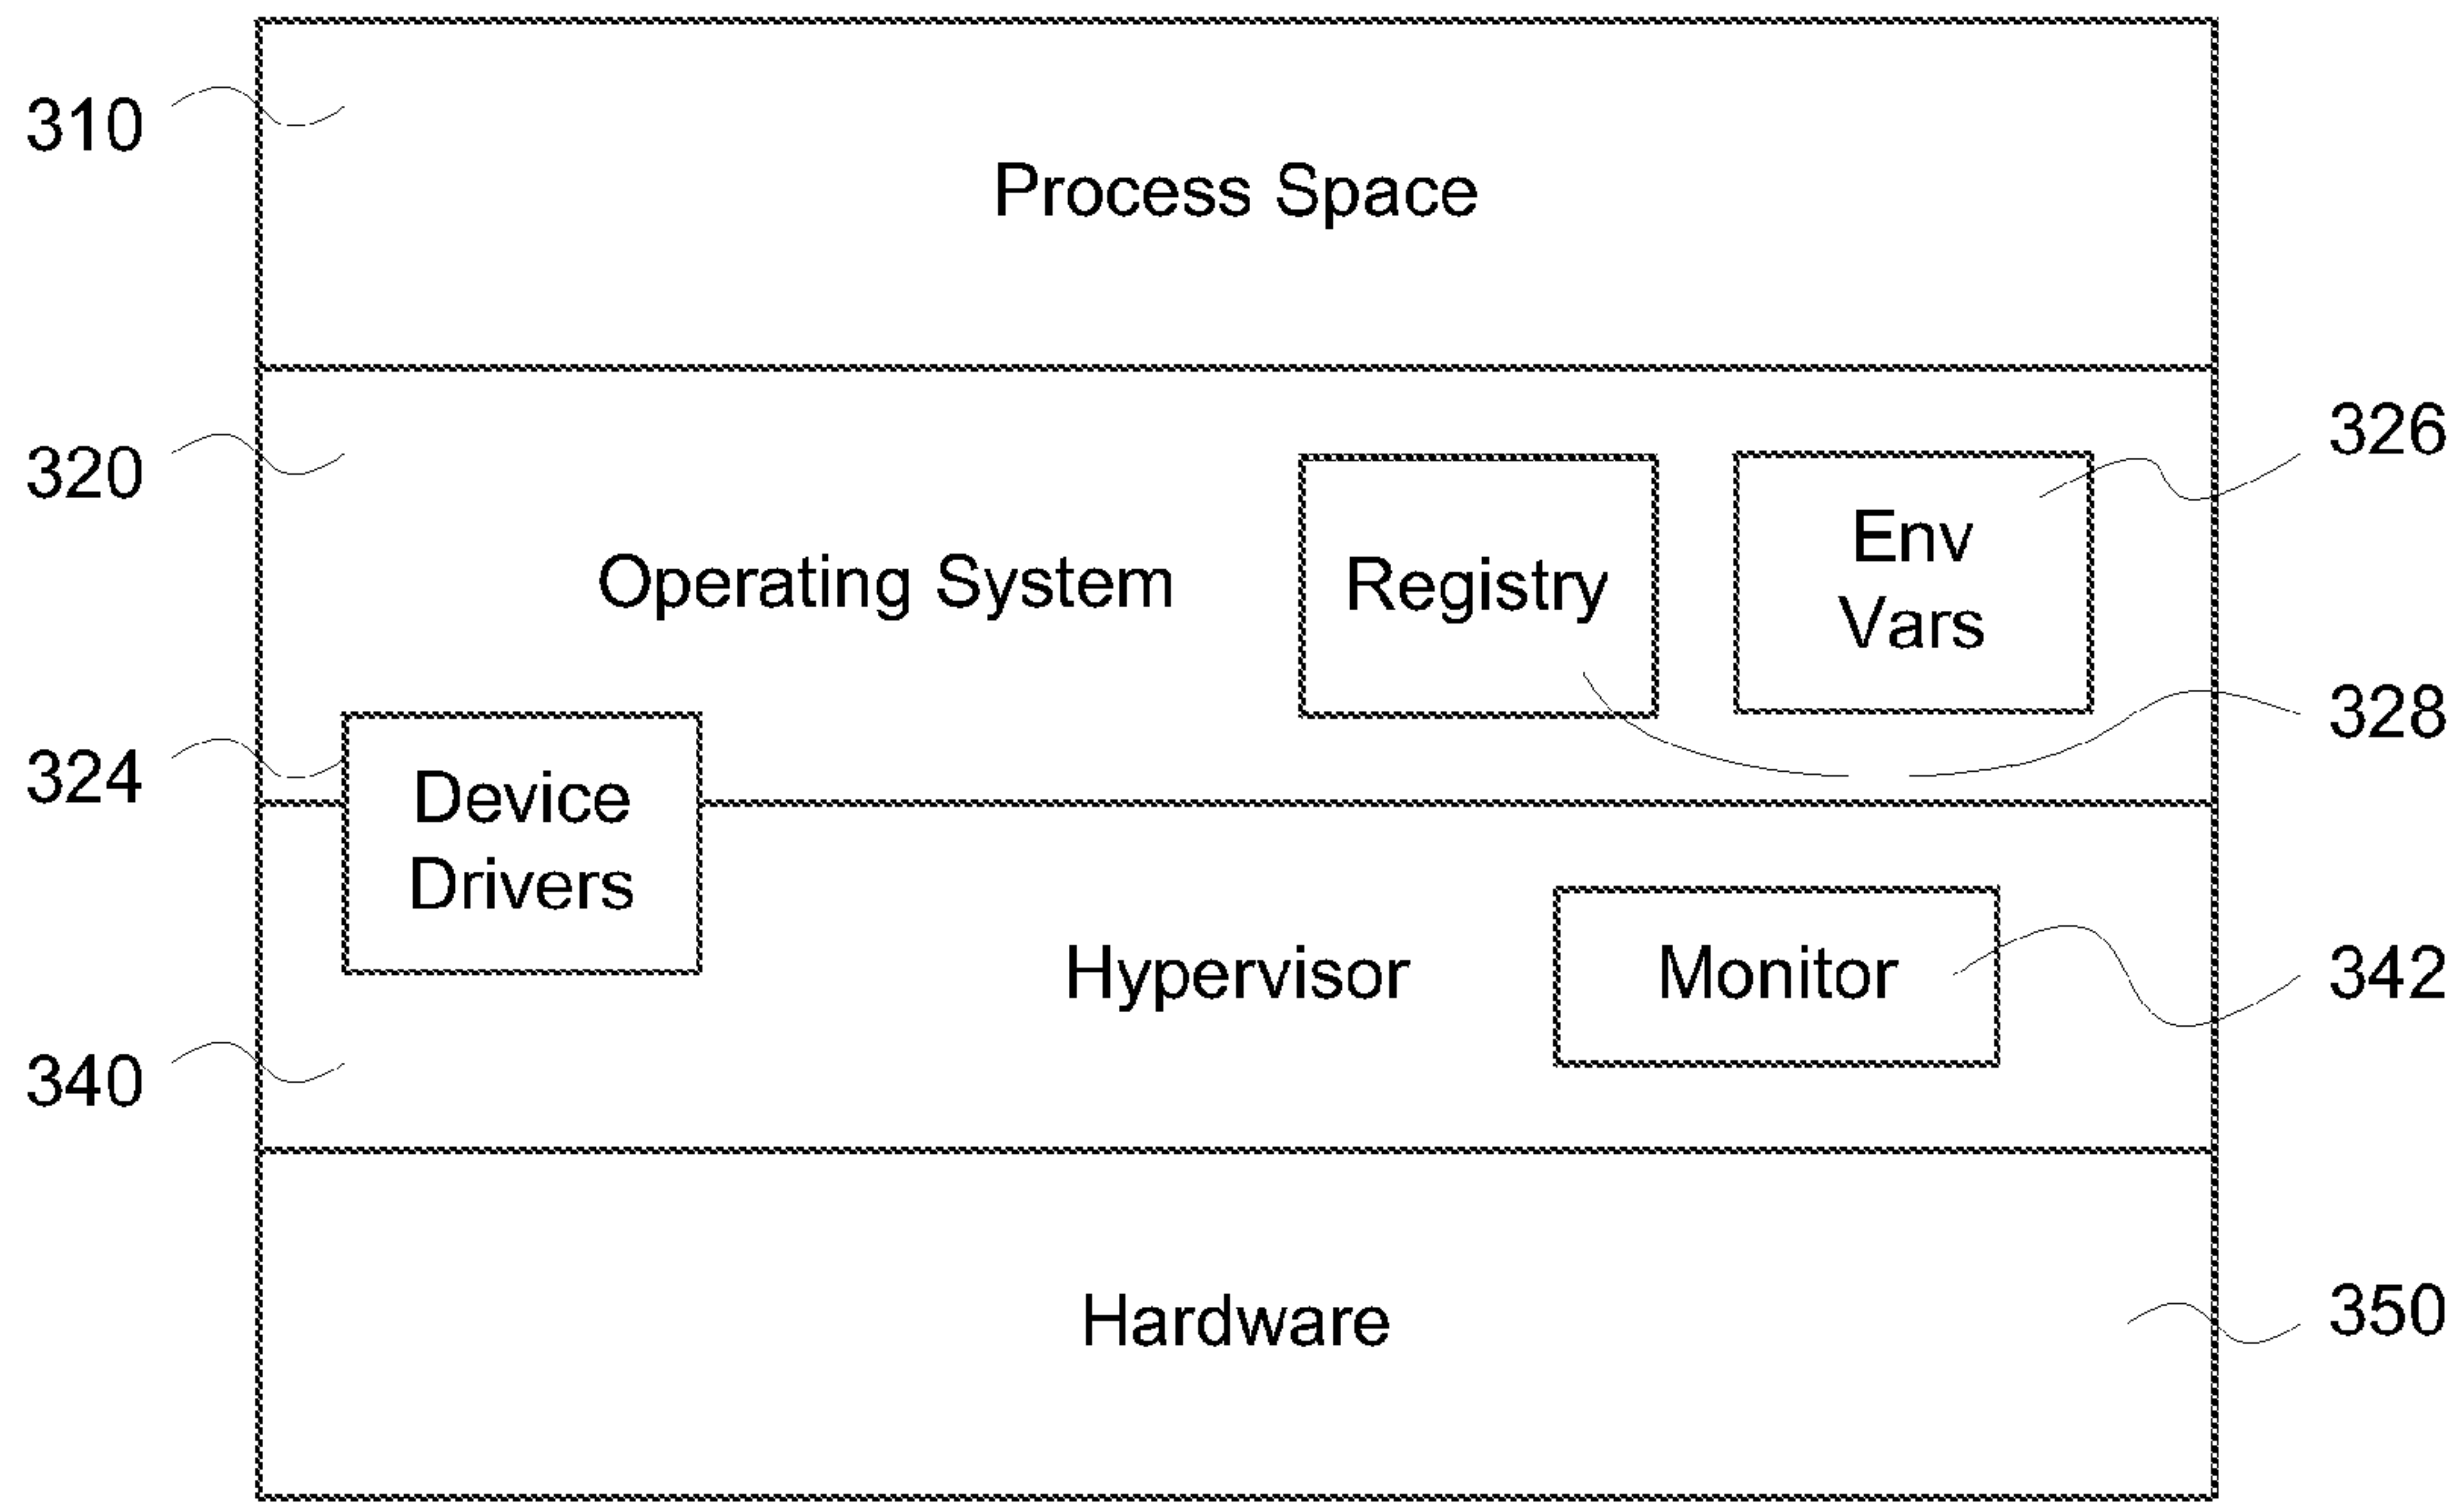 310
Process Space
320
326
Operating System
Registry
Env
Vars
328
324
Device
Drivers
Hypervisor
Monitor
342
340
Hardware
350